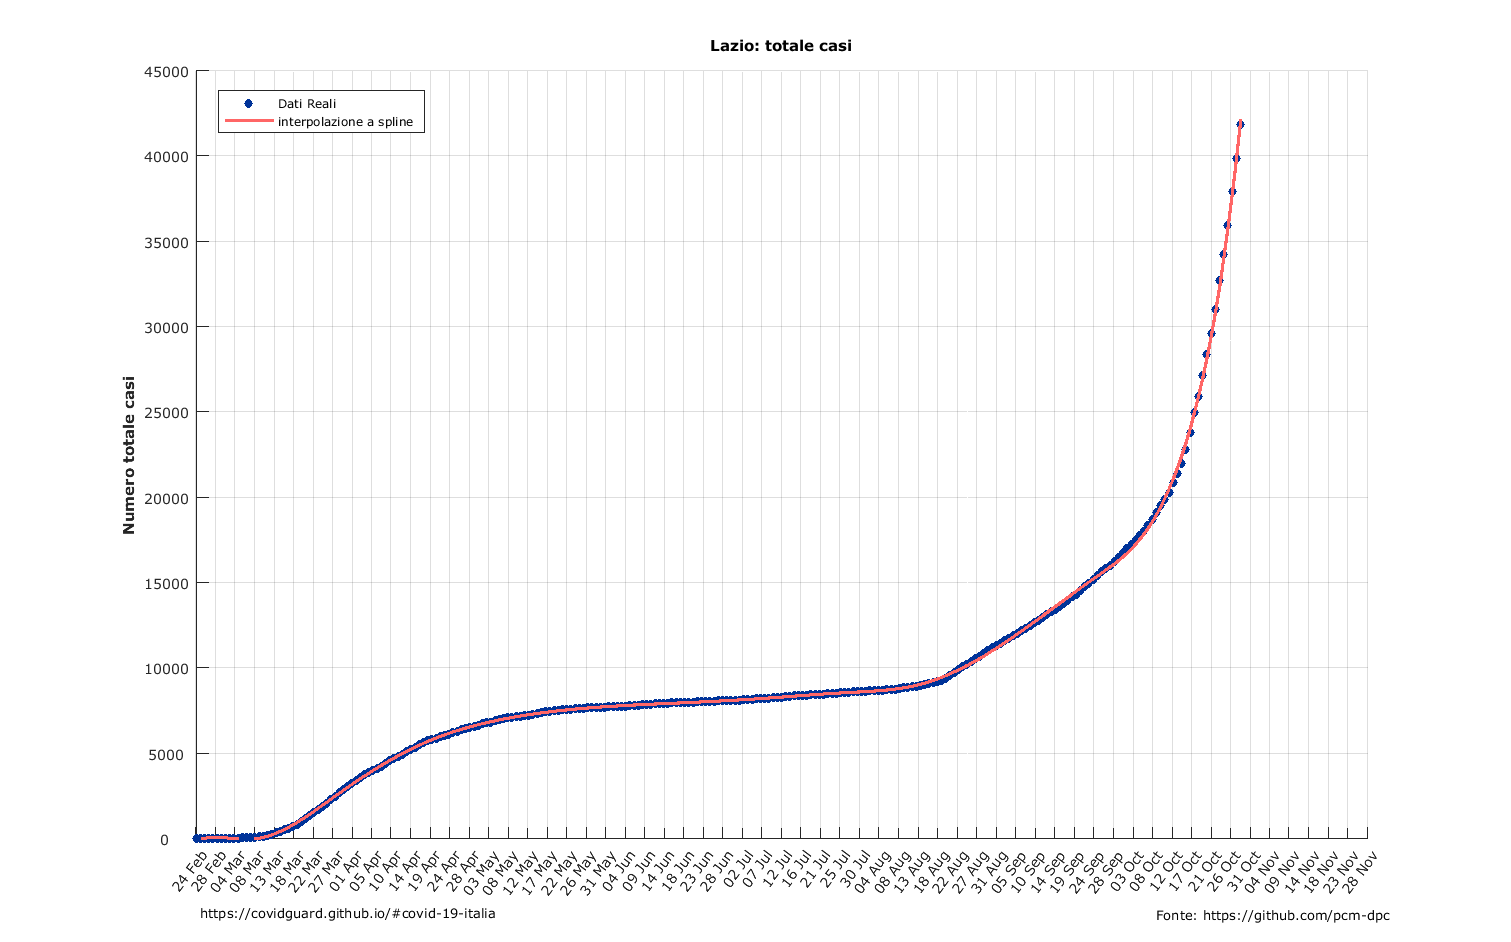 Lazio: totale casi
Dati Reali
interpolazione a spline
Numero totale casi
45000
40000
35000
30000
25000
20000
15000
10000
5000
0
24 Feb
28 Feb
04 Mar
08 Mar
13 Mar
18 Mar
22 Mar
27 Mar
01 Apr
05 Apr
10 Apr
14 Apr
19 Apr
24 Apr
28 Apr
03 May
08 May
12 May
17 May
22 May
26 May
31 May
04 Jun
09 Jun
14 Jun
18 Jun
23 Jun
28 Jun
02 Jul
07 Jul
12 Jul
16 Jul
21 Jul
25 Jul
30 Jul
04 Aug
08 Aug
13 Aug
18 Aug
22 Aug
27 Aug
31 Aug
05 Sep
10 Sep
14 Sep
19 Sep
24 Sep
28 Sep
03 Oct
08 Oct
12 Oct
17 Oct
21 Oct
26 Oct
31 Oct
04 Nov
09 Nov
14 Nov
18 Nov
23 Nov
28 Nov
https://covidguard.github.io/#covid-19-italia
Fonte: https://github.com/pcm-dpc